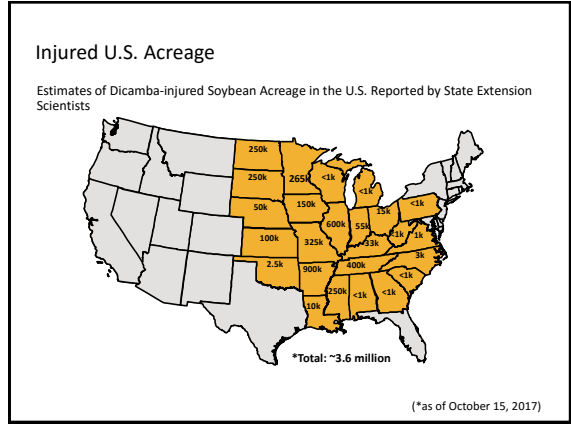 Injured U.S. Acreage
Estimates of Dicamba-injured Soybean Acreage in the U.S. Reported by State Extension
Scientists
250k
265k
<1k
<1k
250k
50k
150k
600k
55k
15k
<1k
100k
325k
33k
<1k
1k
2.5k
900k
400k
3k
<1k
10k
250k
<1k
<1k
*Total: ~3.6 million
(*as of October 15, 2017)